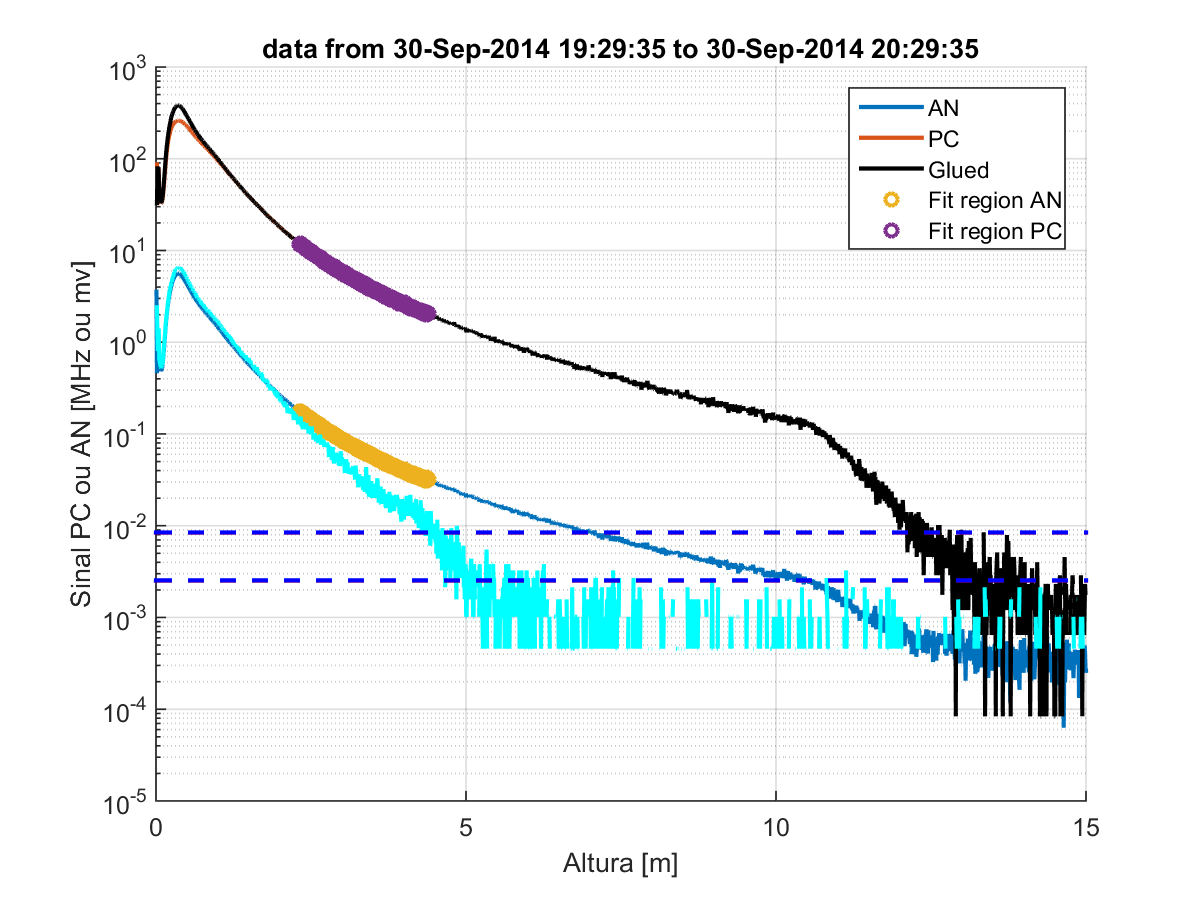 data from 30-Sep-2014 19:29:35 to 30-Sep-2014 20:29:35
10^3
10^2
10^1
10^0
10^-1
10^-2
10^-3
10^-4
10^-5
Sinal PC ou AN [MHz ou mv]
AN
PC
Glued
Fit region AN
Fit region PC
0
5
10
15
Altura [m]